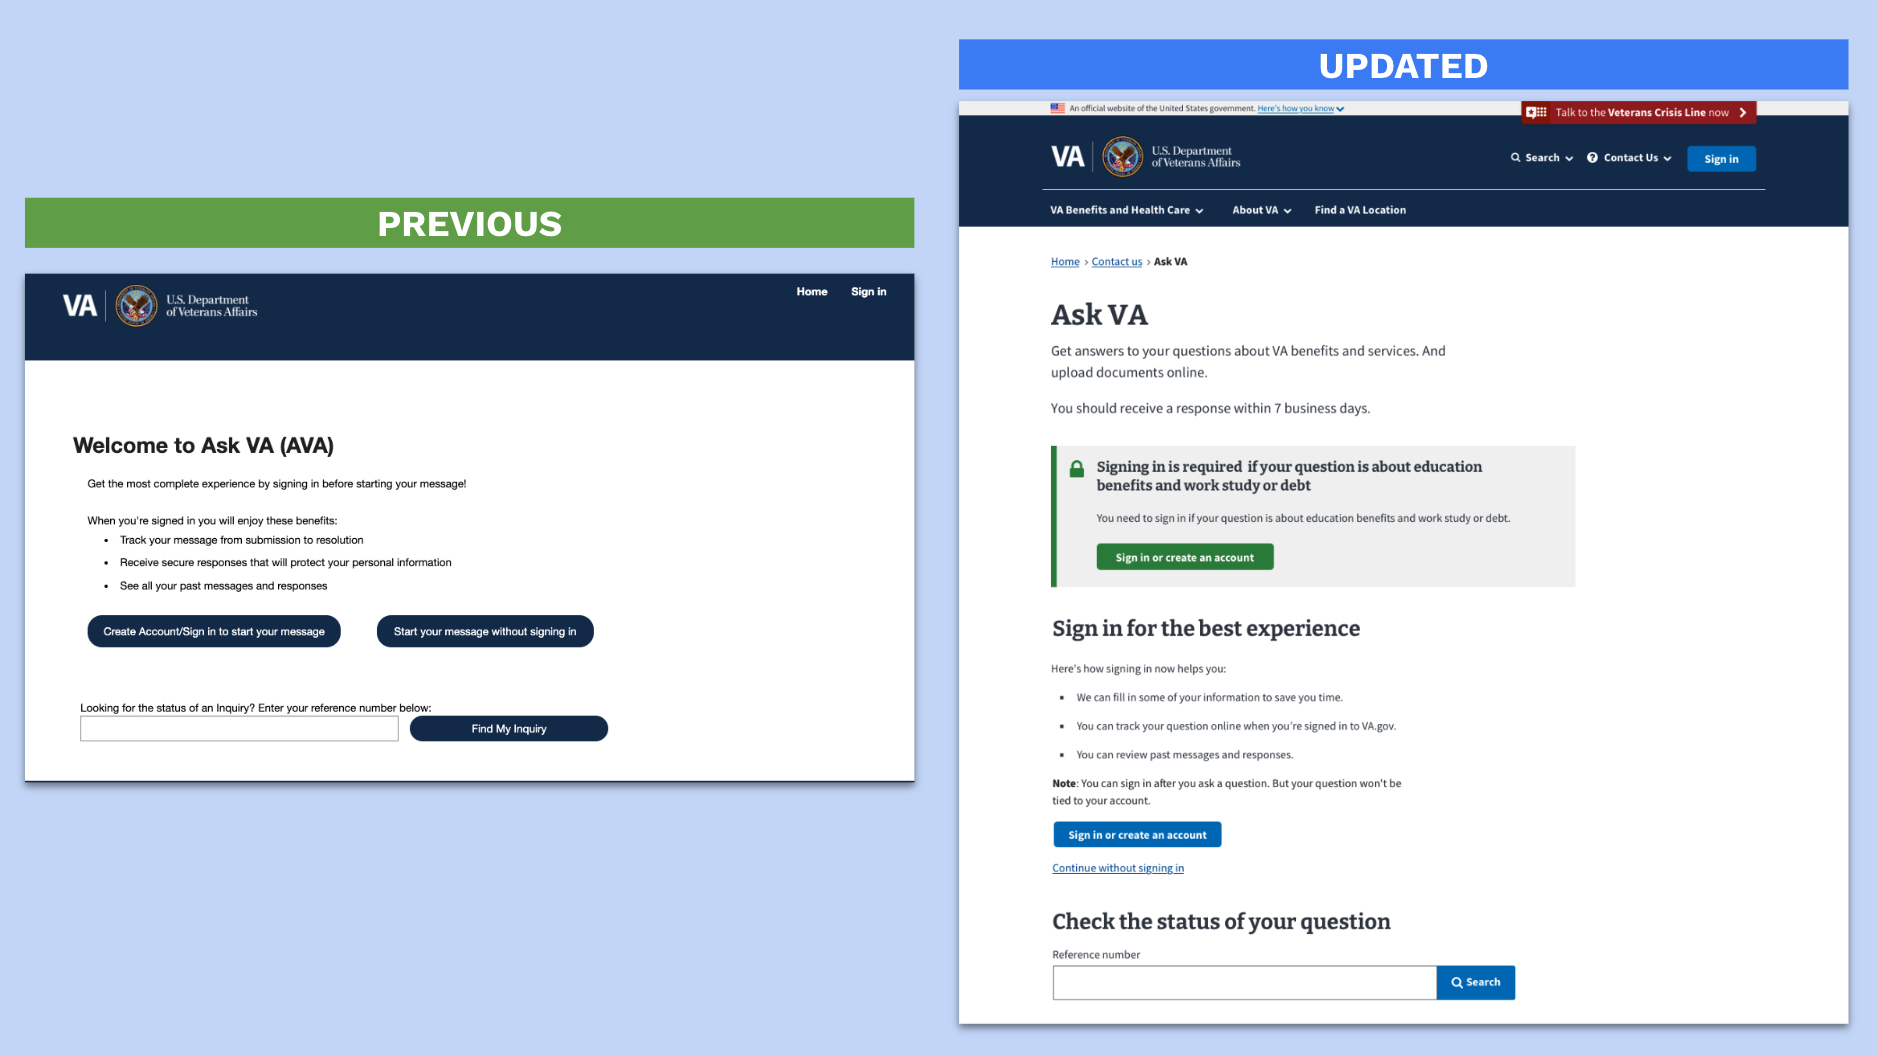 PREVIOUS
VA
U.S. Department
of Veterans Affairs
Home
Sign in
Welcome to Ask VA (AVA)
Get the most complete experience by signing in before starting your message!
When you're signed in you will enjoy these benefits:
• Track your message from submission to resolution
• Receive secure responses that will protect your personal information
• See all your past messages and responses
Create Account/Sign in to start your message
Start your message without signing in
Looking for the status of an Inquiry? Enter your reference number below:
Find My Inquiry
UPDATED
An official website of the United States government. Here's how you know
Talk to the Veterans Crisis Line now
VA
U.S. Department
of Veterans Affairs
Search
Contact Us
Sign in
VA Benefits and Health Care
About VA
Find a VA Location
Home › Contact us › Ask VA
Ask VA
Get answers to your questions about VA benefits and services. And
upload documents online.
You should receive a response within 7 business days.
Signing in is required if your question is about education
benefits and work study or debt
You need to sign in if your question is about education benefits and work study or debt.
Sign in or create an account
Sign in for the best experience
Here's how signing in now helps you:
▪ We can fill in some of your information to save you time.
▪ You can track your question online when you're signed in to VA.gov.
▪ You can review past messages and responses.
Note: You can sign in after you ask a question. But your question won't be
tied to your account.
Sign in or create an account
Continue without signing in
Check the status of your question
Reference number
Search